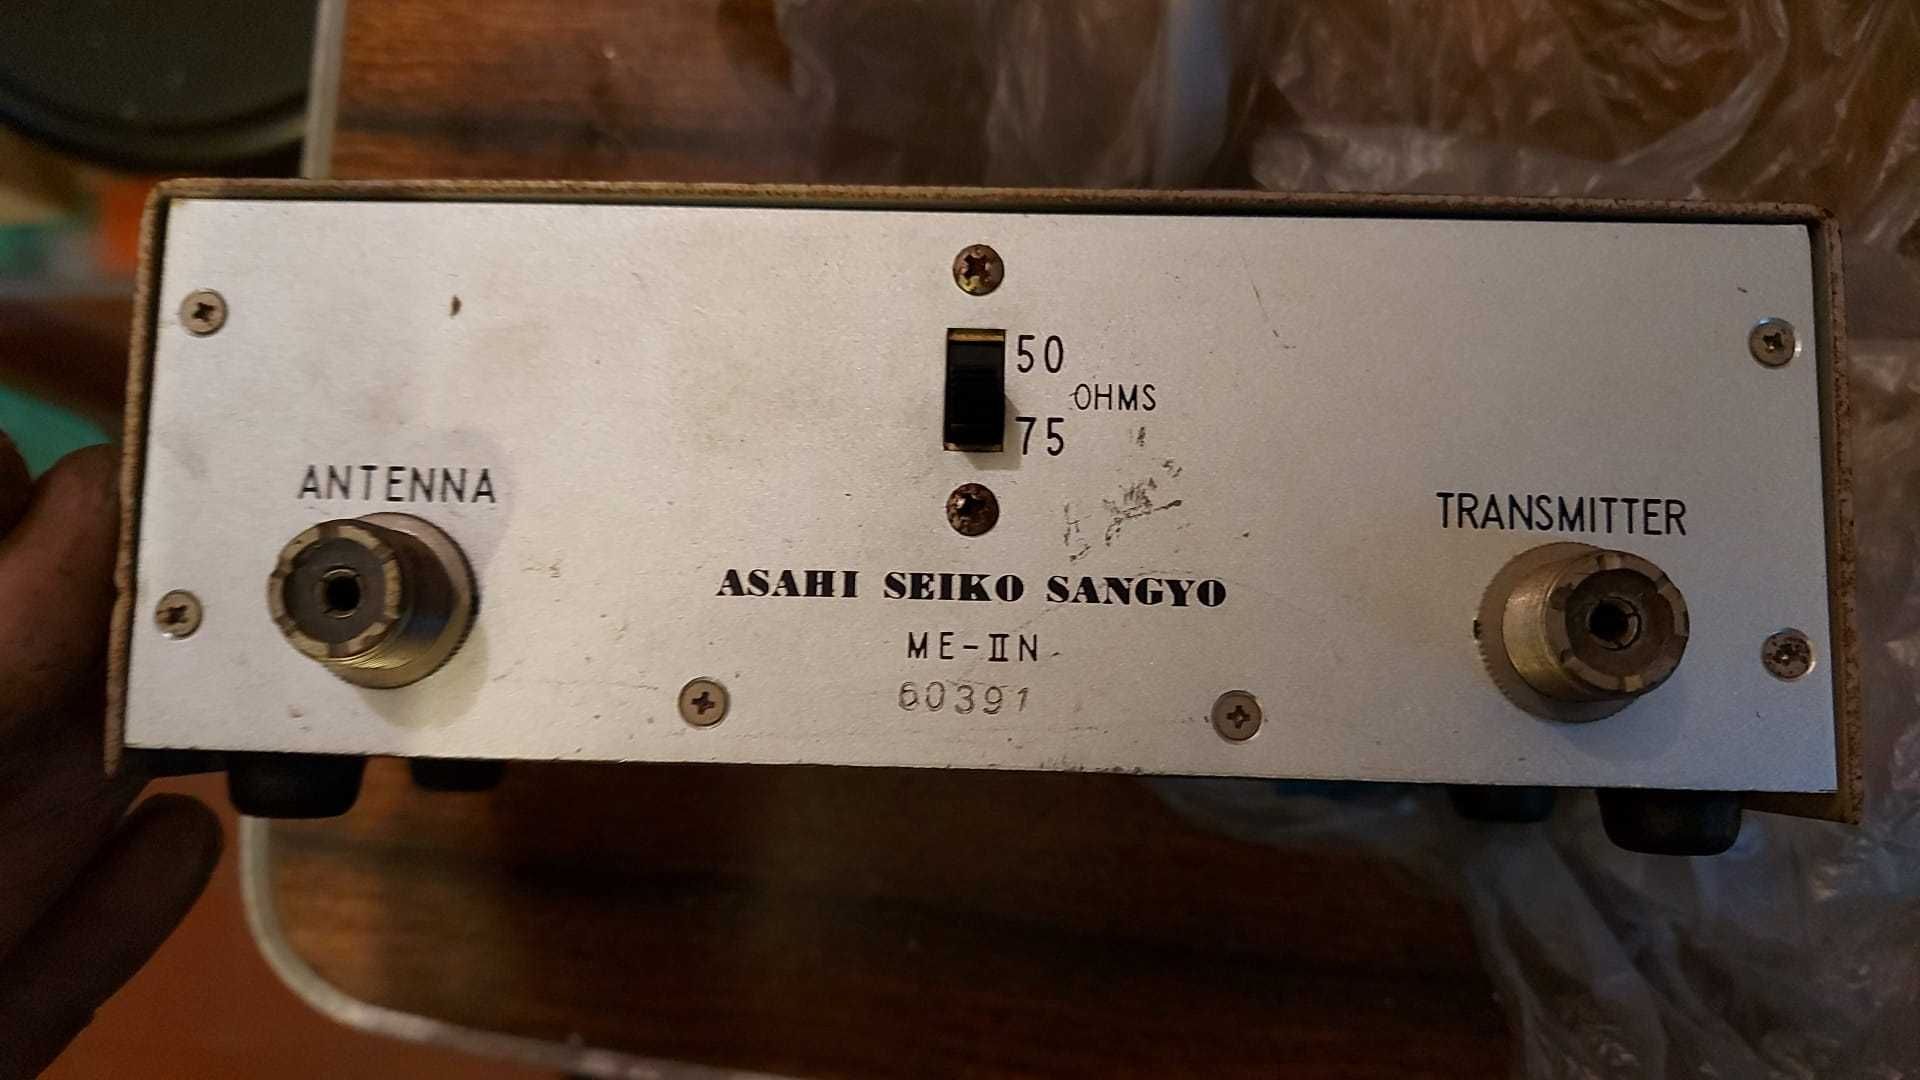 50
OHMS
75
ANTENNA
TRANSMITTER
ASAHI SEIKO SANGYO
ME-ⅡN
60391